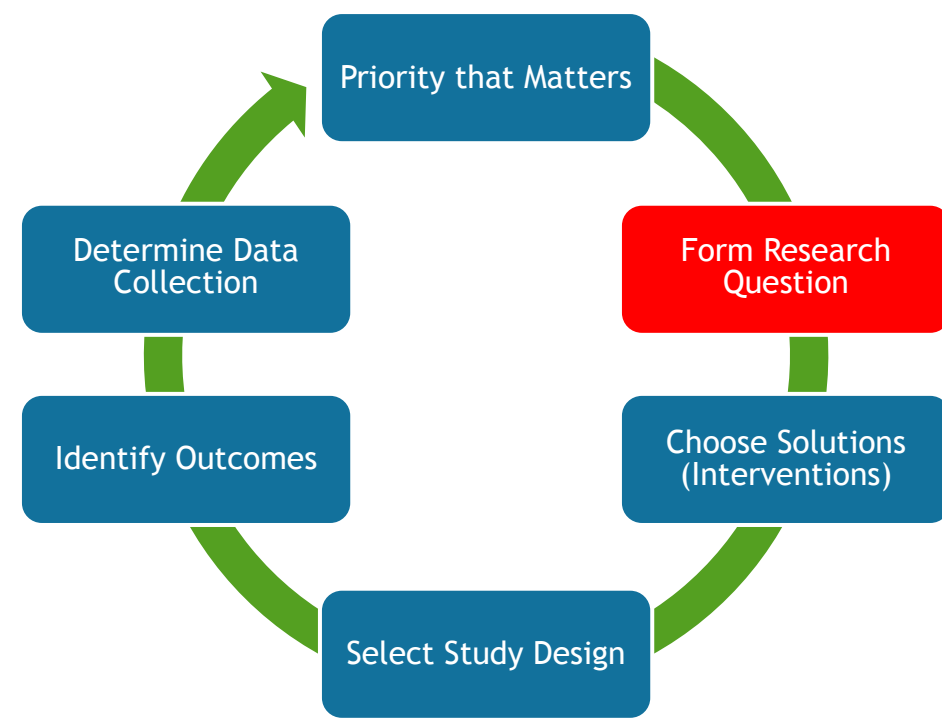 Priority that Matters
Form Research
Question
Choose Solutions
(Interventions)
Select Study Design
Identify Outcomes
Determine Data
Collection